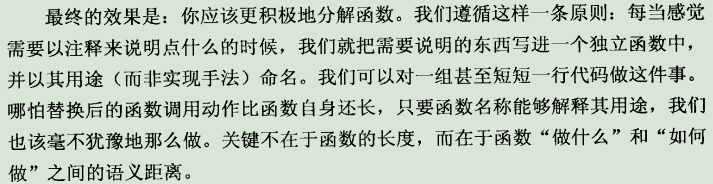 最终的效果是：你应该更积极地分解函数。我们遵循这样一条原则：每当感觉
需要以注释来说明点什么的时候，我们就把需要说明的东西写进一个独立函数中，
并以其用途（而非实现手法）命名。我们可以对一组甚至短短一行代码做这件事。
哪怕替换后的函数调用动作比函数自身还长，只要函数名称能够解释其用途，我们
也该毫不犹豫地那么做。关键不在于函数的长度，而在于函数“做什么”和“如何
做”之间的语义距离。